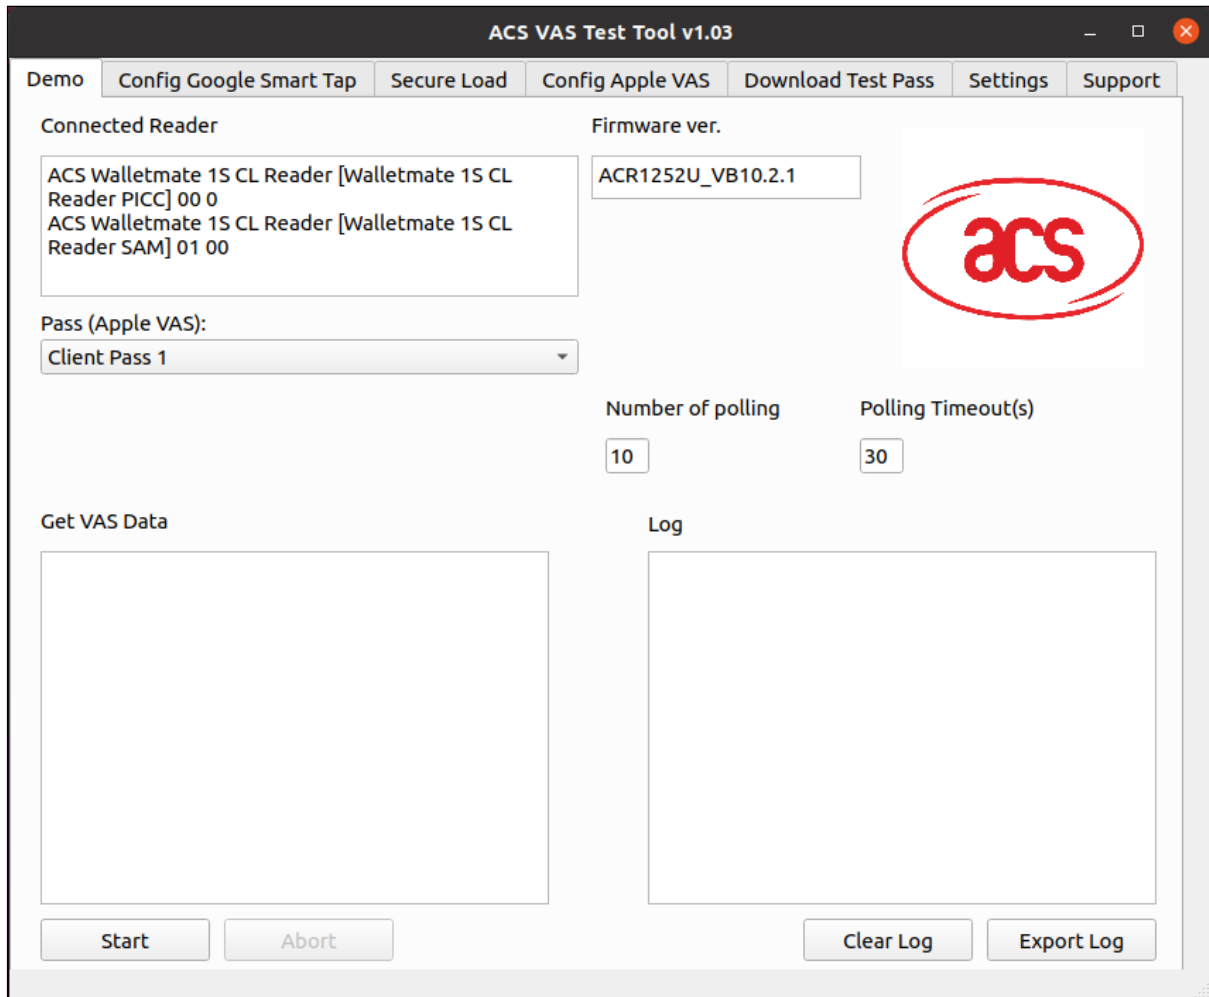 ACS VAS Test Tool v1.03
Demo
Config Google Smart Tap
Secure Load
Config Apple VAS
Download Test Pass
Settings
Support
Connected Reader
Firmware ver.
ACS Walletmate 1S CL Reader [Walletmate 1S CL
Reader PICC] 00 0
ACS Walletmate 1S CL Reader [Walletmate 1S CL
Reader SAM] 01 00
ACR1252U_VB10.2.1
acs
Pass (Apple VAS):
Client Pass 1
Number of polling
Polling Timeout(s)
10
30
Get VAS Data
Log
Start
Abort
Clear Log
Export Log